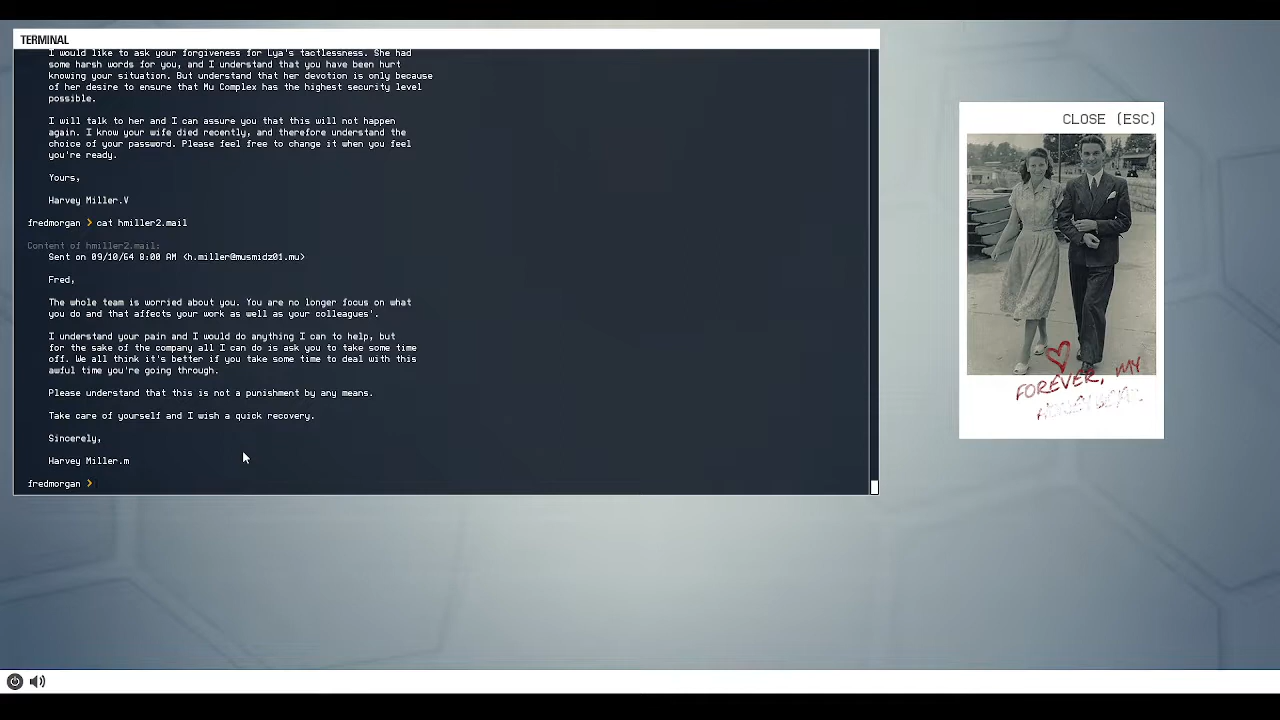 TERMINAL
I would like to ask your forgiveness for Lya's tactlessness. She had
some harsh words for you, and I understand that you have been hurt
knowing your situation. But understand that her devotion is only because
of her desire to ensure that Mu Complex has the highest security level
possible.
I will talk to her and I can assure you that this will not happen
again. I know your wife died recently, and therefore understand the
choice of your password. Please feel free to change it when you feel
you're ready.
Yours,
Harvey Miller.V
fredmorgan > cat hmiller2.mail
Content of hmiller2.mail:
Sent on 09/10/64 8:00 AM <h.miller@musmidz01.mu>
Fred,
The whole team is worried about you. You are no longer focus on what
you do and that affects your work as well as your colleagues'.
I understand your pain and I would do anything I can to help, but
for the sake of the company all I can do is ask you to take some time
off. We all think it's better if you take some time to deal with this
awful time you're going through.
Please understand that this is not a punishment by any means.
Take care of yourself and I wish a quick recovery.
Sincerely,
Harvey Miller.m
fredmorgan >
CLOSE (ESC)
FOREVER, MY